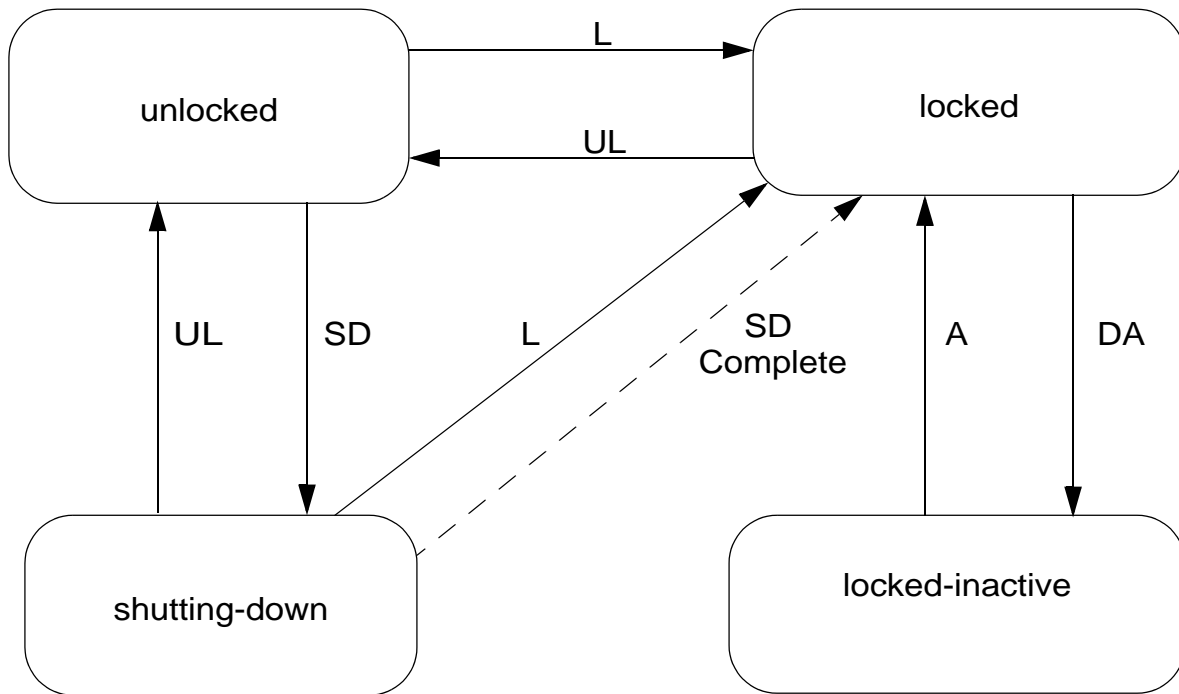 L
unlocked
locked
UL
UL
SD
L
SD
Complete
A
DA
shutting-down
locked-inactive